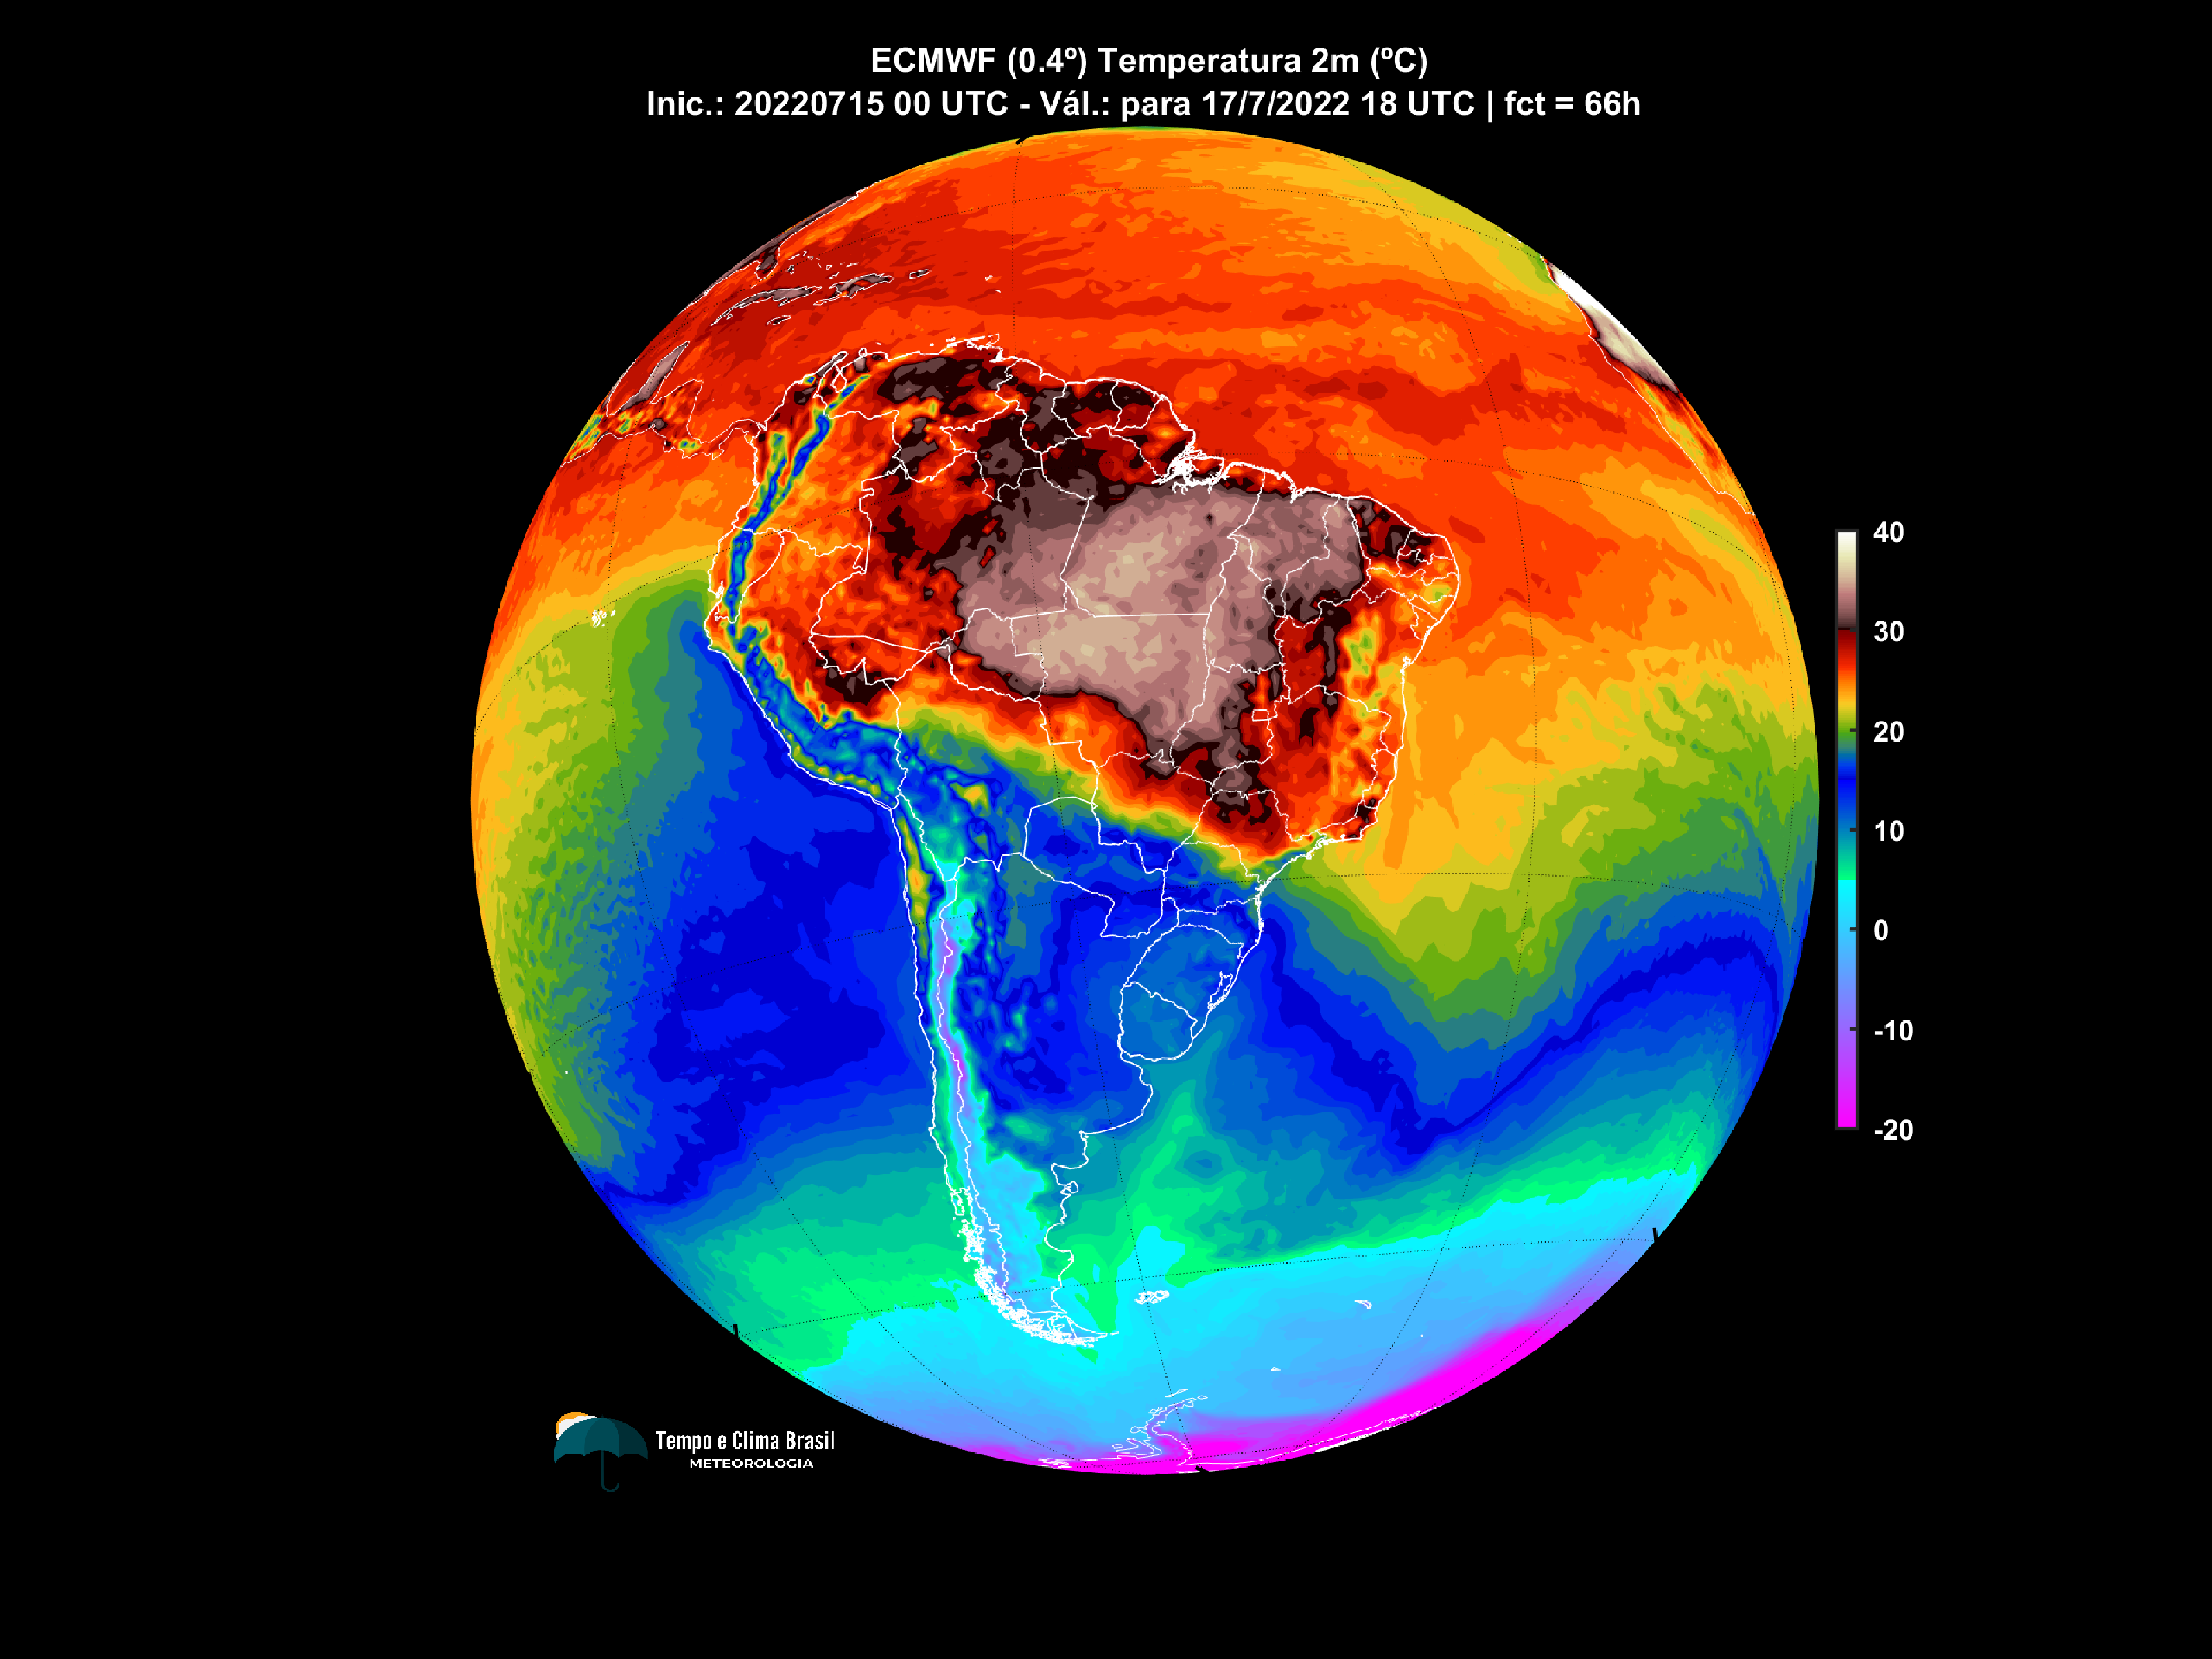 ECMWF (0.4º) Temperatura 2m (ºC)
Inic.: 20220715 00 UTC - Vál.: para 17/7/2022 18 UTC | fct = 66h
40
30
20
10
0
-10
-20
Tempo e Clima Brasil
METEOROLOGIA